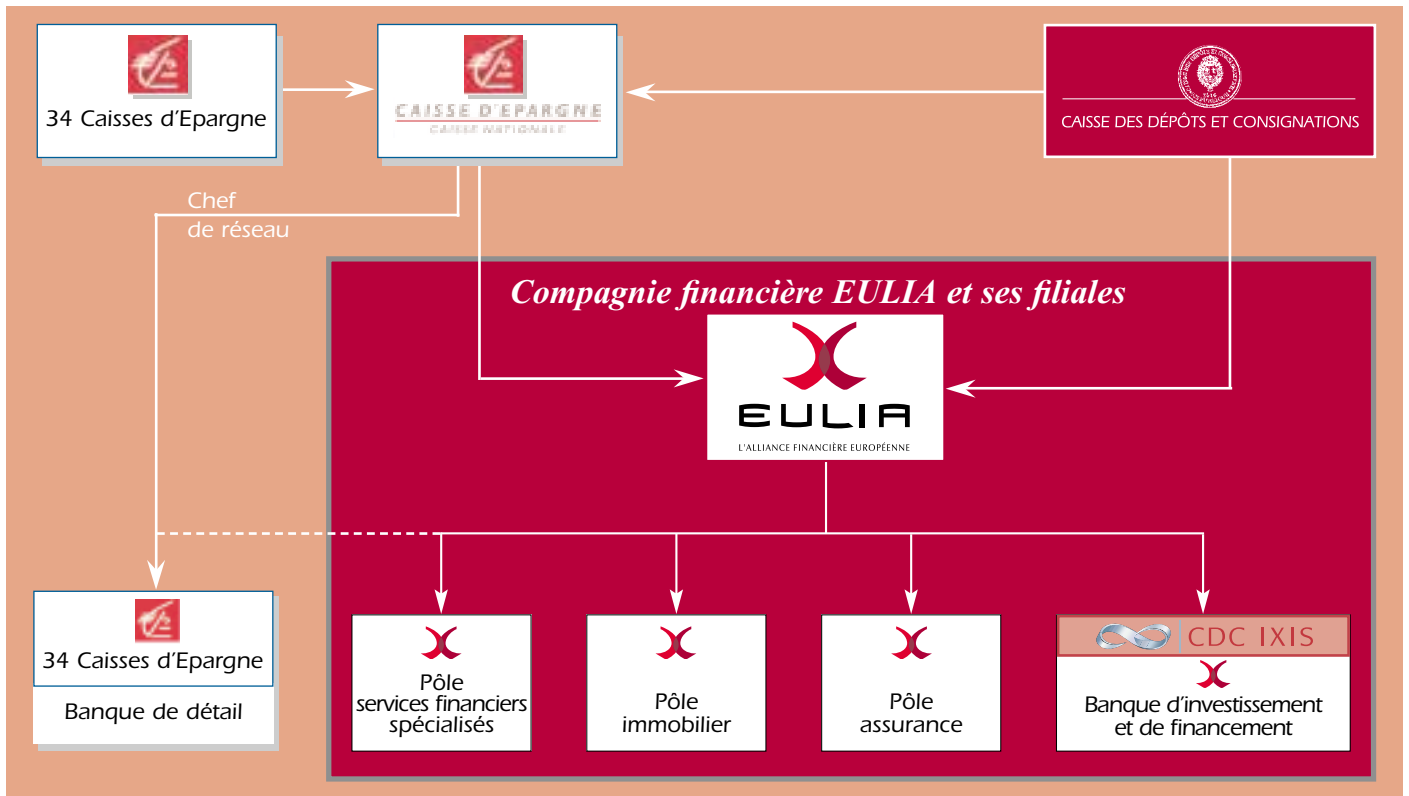 34 Caisses d'Epargne
CAISSE D'EPARGNE
CAISSE NATIONALE
CAISSE DES DÉPÔTS ET CONSIGNATIONS
Chef
de réseau
Compagnie financière EULIA et ses filiales
EULIA
L'ALLIANCE FINANCIÈRE EUROPÉENNE
34 Caisses d'Epargne
Banque de détail
Pôle
services financiers
spécialisés
Pôle
immobilier
Pôle
assurance
CDC IXIS
Banque d'investissement
et de financement